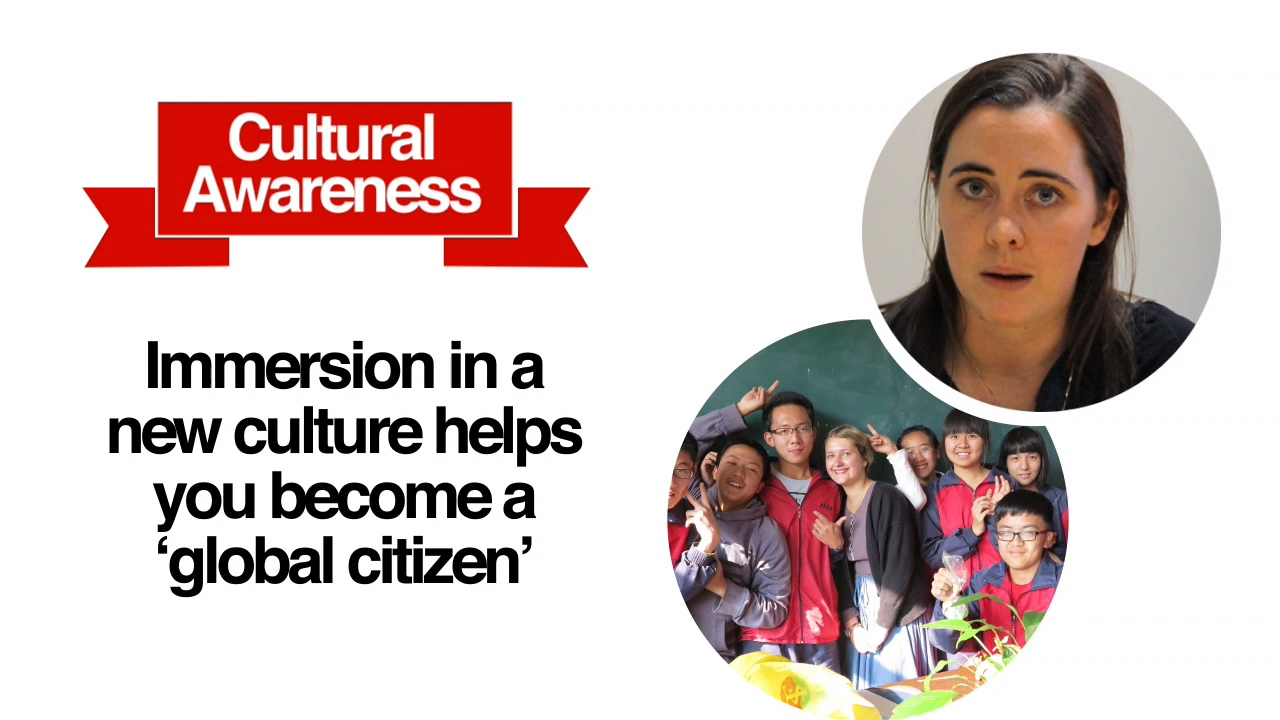 Cultural
Awareness
Immersion in a
new culture helps
you become a
‘global citizen’